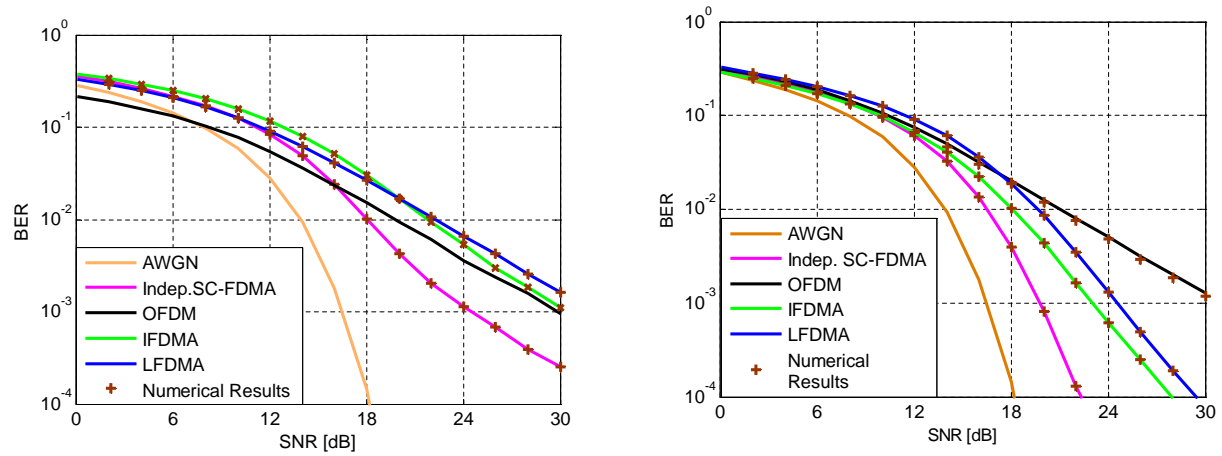 10^0
10^-1
10^-2
10^-3
10^-4
BER
0 6 12 18 24 30
SNR [dB]
AWGN
Indep.SC-FDMA
OFDM
IFDMA
LFDMA
Numerical Results
10^0
10^-1
10^-2
10^-3
10^-4
BER
0 6 12 18 24 30
SNR [dB]
AWGN
Indep. SC-FDMA
OFDM
IFDMA
LFDMA
Numerical
Results